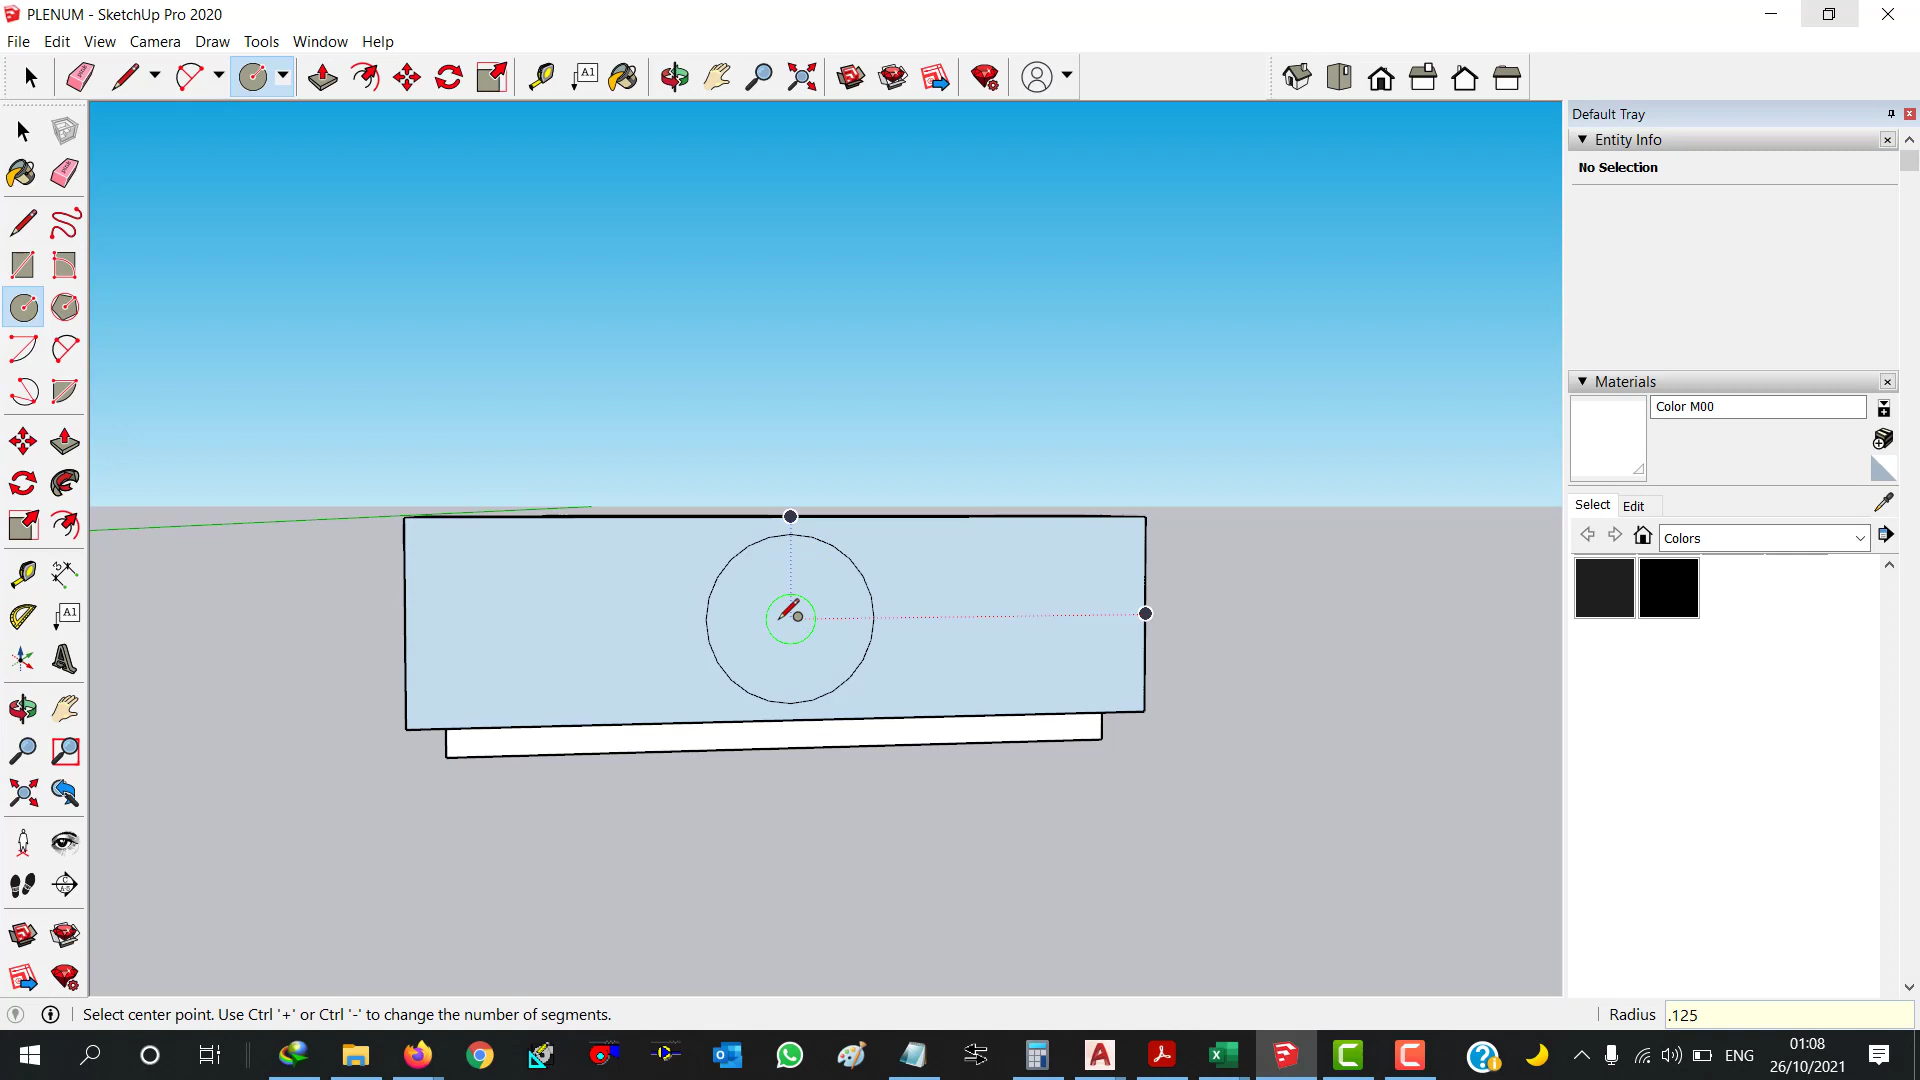 PLENUM - SketchUp Pro 2020
File Edit View Camera Draw Tools Window Help
A1
Default Tray
Entity Info
No Selection
Materials
Color M00
A1
Select Edit
Colors
Select center point. Use Ctrl '+' or Ctrl '-' to change the number of segments.
Radius .125
ENG
01:08
26/10/2021